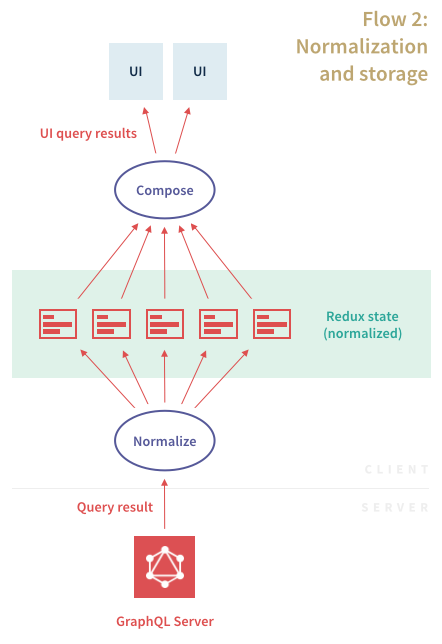 Flow 2:
Normalization
and storage
UI
UI
UI query results
Compose
Redux state
(normalized)
Normalize
CLIENT
Query result
SERVER
GraphQL Server